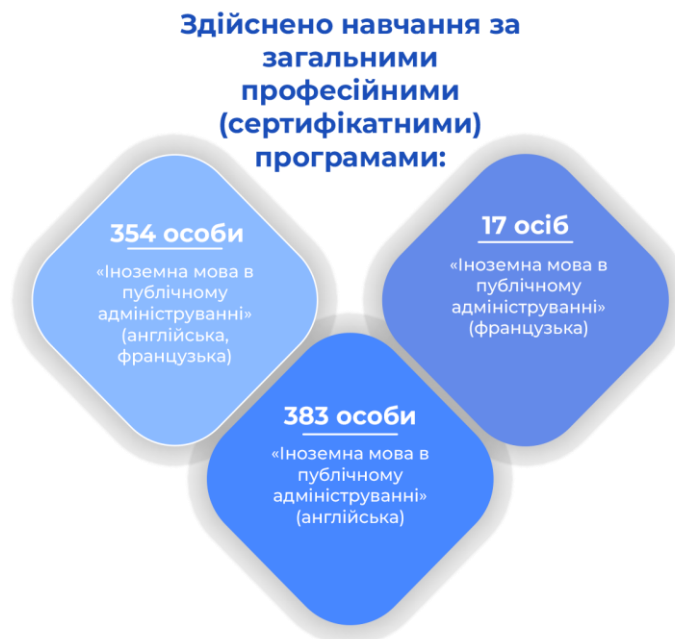 Здійснено навчання за
загальними
професійними
(сертифікатними)
програмами:
354 особи
«Іноземна мова в
публічному
адмініструванні»
(англійська,
французька)
17 осіб
«Іноземна мова в
публічному
адмініструванні»
(французька)
383 особи
«Іноземна мова в
публічному
адмініструванні»
(англійська)